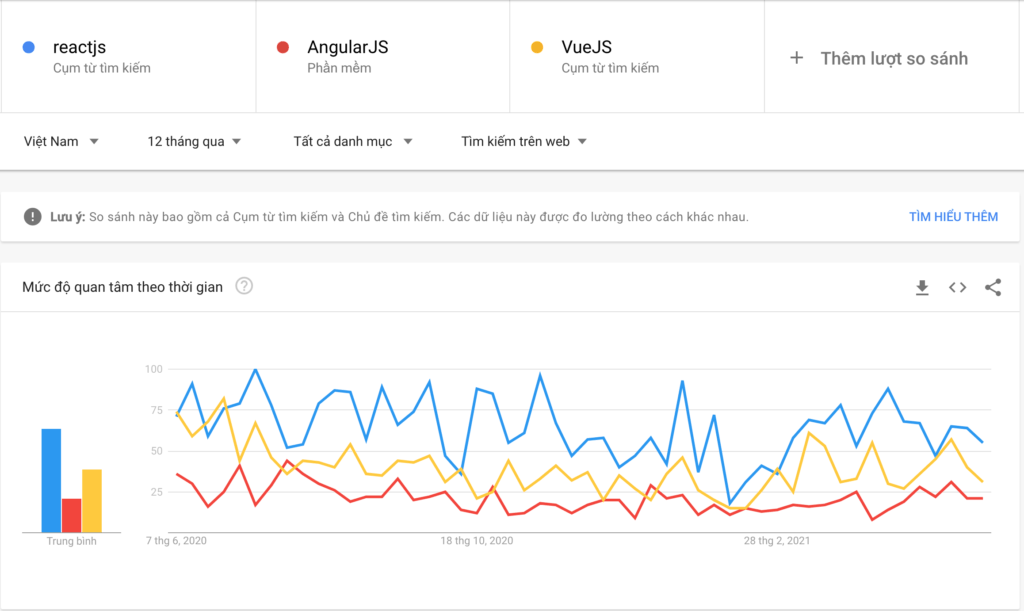 reactjs
Cụm từ tìm kiếm
AngularJS
Phần mềm
VueJS
Cụm từ tìm kiếm
+ Thêm lượt so sánh
Việt Nam
12 tháng qua
Tất cả danh mục
Tìm kiếm trên web
Lưu ý: So sánh này bao gồm cả Cụm từ tìm kiếm và Chủ đề tìm kiếm. Các dữ liệu này được đo lường theo cách khác nhau.
TÌM HIỂU THÊM
Mức độ quan tâm theo thời gian
100
75
50
25
Trung bình
7 thg 6, 2020
18 thg 10, 2020
28 thg 2, 2021